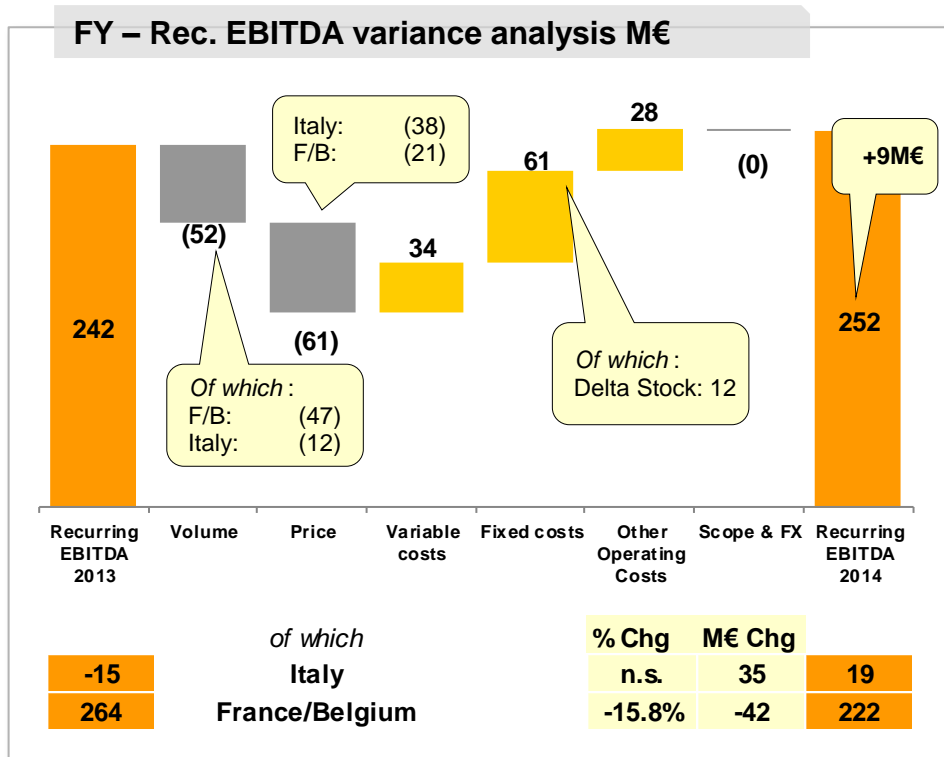 FY – Rec. EBITDA variance analysis M€
Italy: (38)
F/B: (21)
28
61
+9M€
(0)
(52)
34
242
(61)
252
Of which :
F/B: (47)
Italy: (12)
Of which :
Delta Stock: 12
Recurring EBITDA 2013
Volume
Price
Variable costs
Fixed costs
Other Operating Costs
Scope & FX
Recurring EBITDA 2014
of which % Chg M€ Chg
-15 Italy n.s. 35 19
264 France/Belgium -15.8% -42 222